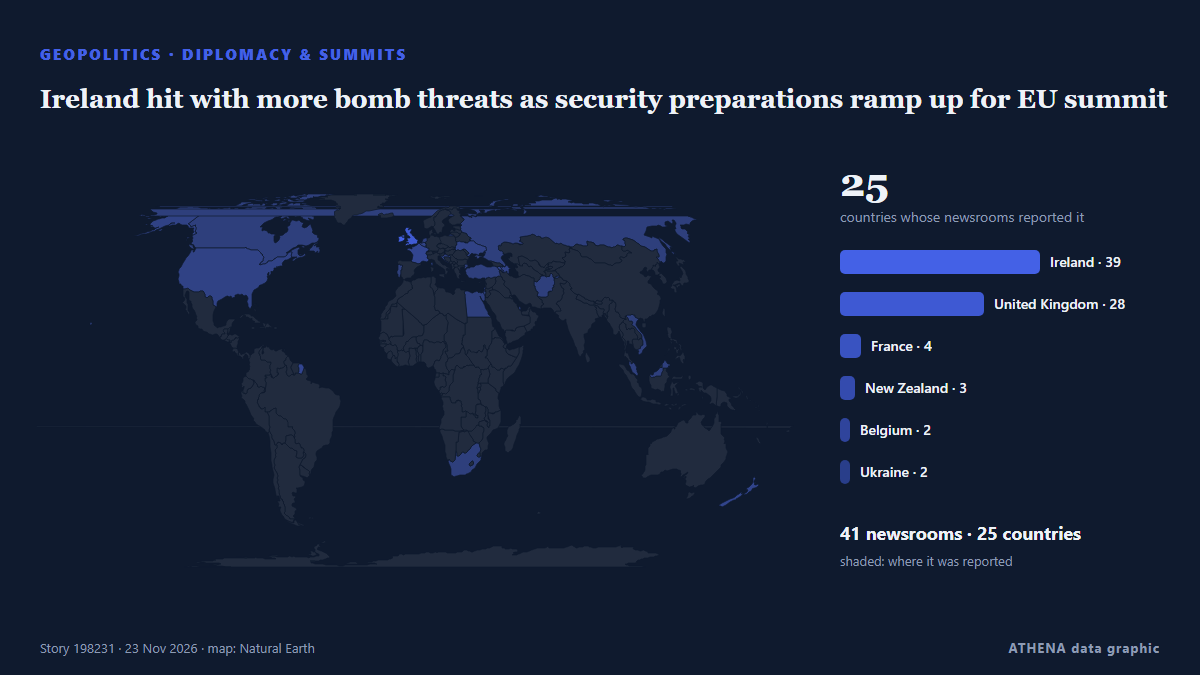 GEOPOLITICS · DIPLOMACY & SUMMITS
Ireland hit with more bomb threats as security preparations ramp up for EU summit
25
countries whose newsrooms reported it
Ireland · 39
United Kingdom · 28
France · 4
New Zealand · 3
Belgium · 2
Ukraine · 2
41 newsrooms · 25 countries
shaded: where it was reported
Story 198231 · 23 Nov 2026 · map: Natural Earth
ATHENA data graphic